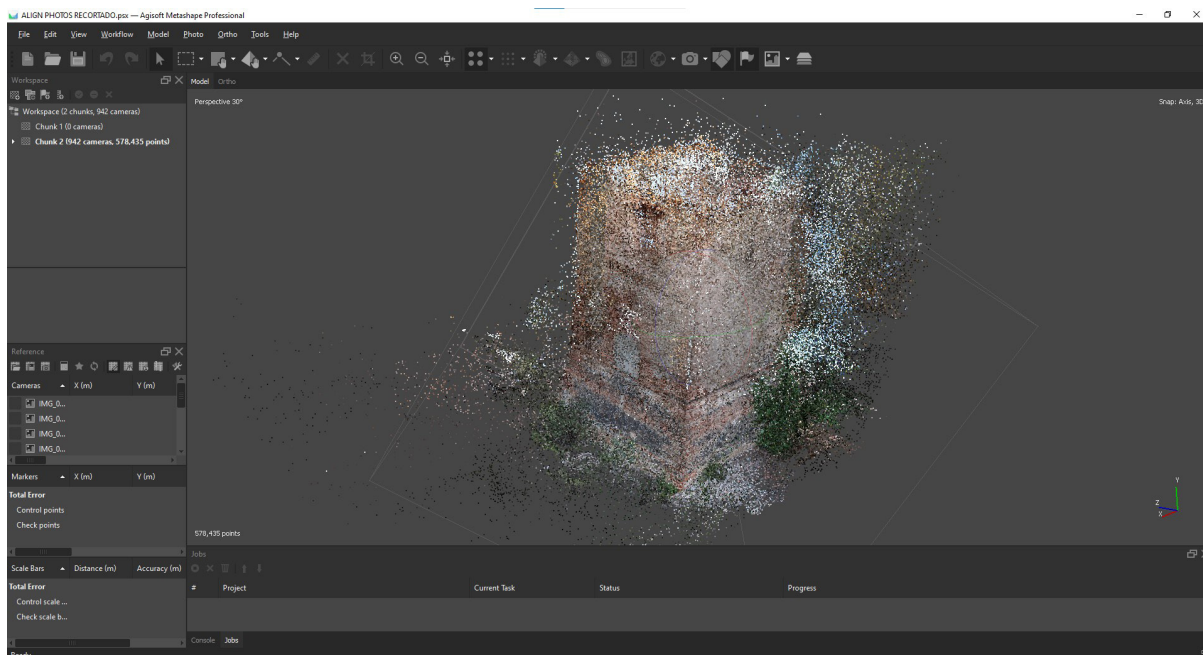 ALIGN PHOTOS RECORTADO.psx — Agisoft Metashape Professional
File Edit View Workflow Model Photo Ortho Tools Help
Workspace
Model Ortho
Perspective 30°
Snap: Axis, 3D
Workspace (2 chunks, 942 cameras)
Chunk 1 (0 cameras)
Chunk 2 (942 cameras, 578,435 points)
Reference
Cameras X (m) Y (m)
IMG_0...
IMG_0...
IMG_0...
IMG_0...
Markers X (m) Y (m)
Total Error
Control points
Check points
Y
Z
X
578,435 points
Jobs
Scale Bars Distance (m) Accuracy (m)
Total Error
Control scale ...
Check scale b...
# Project Current Task Status Progress
Console Jobs
Ready